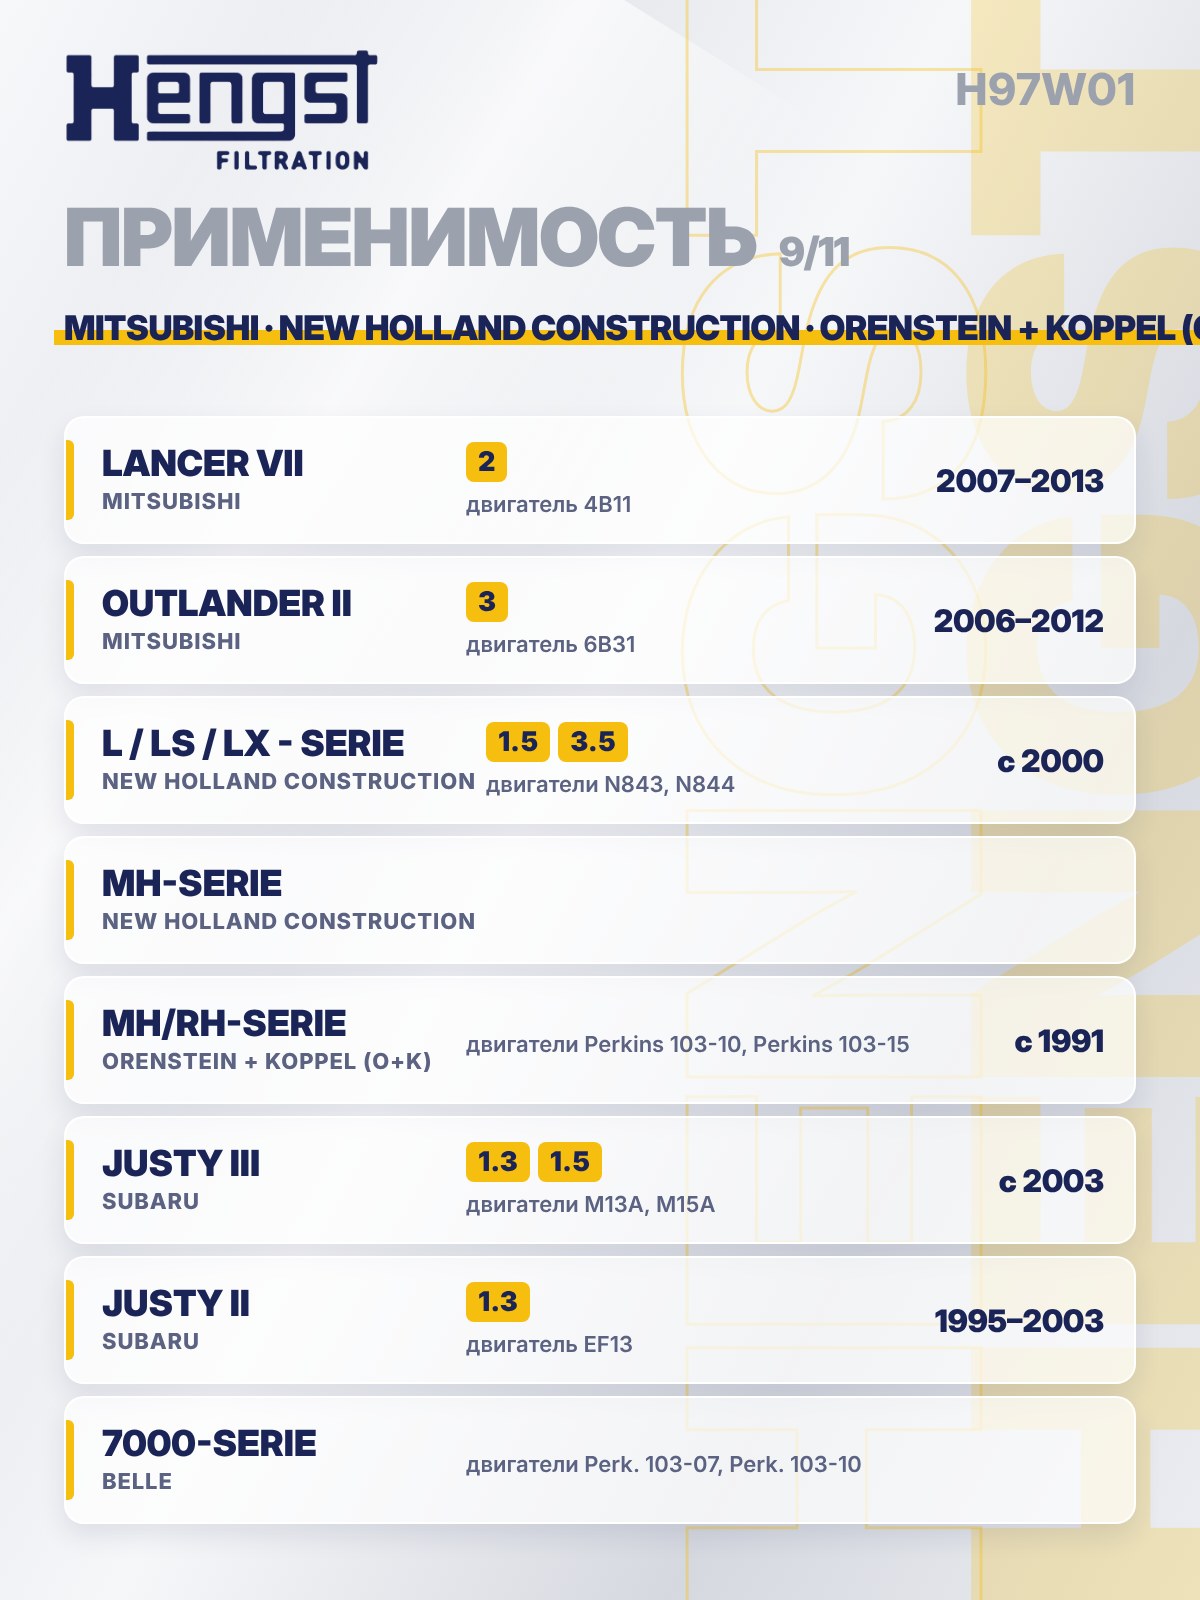 Hengst
FILTRATION
H97W01
ПРИМЕНИМОСТЬ 9/11
MITSUBISHI · NEW HOLLAND CONSTRUCTION · ORENSTEIN + KOPPEL (
LANCER VII
MITSUBISHI
2
двигатель 4B11
2007–2013
OUTLANDER II
MITSUBISHI
3
двигатель 6B31
2006–2012
L / LS / LX - SERIE
NEW HOLLAND CONSTRUCTION
1.5 3.5
двигатели N843, N844
с 2000
MH-SERIE
NEW HOLLAND CONSTRUCTION
MH/RH-SERIE
ORENSTEIN + KOPPEL (O+K)
двигатели Perkins 103-10, Perkins 103-15
с 1991
JUSTY III
SUBARU
1.3 1.5
двигатели M13A, M15A
с 2003
JUSTY II
SUBARU
1.3
двигатель EF13
1995–2003
7000-SERIE
BELLE
двигатели Perk. 103-07, Perk. 103-10
HENGST